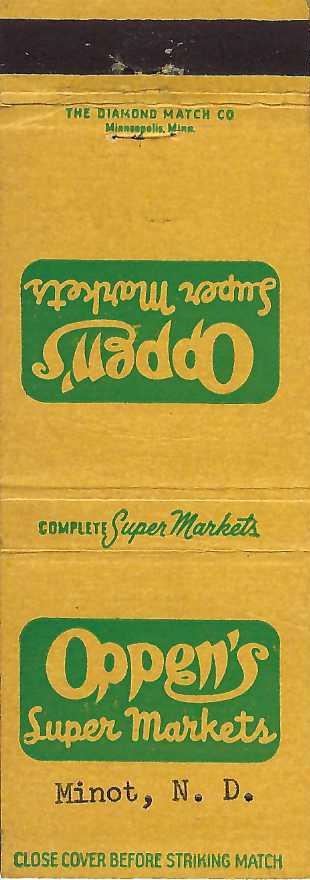 THE DIAMOND MATCH CO
Minneapolis, Minn.
Oppen's
Super Markets
COMPLETE Super Markets
Oppen's
Super Markets
Minot, N. D.
CLOSE COVER BEFORE STRIKING MATCH